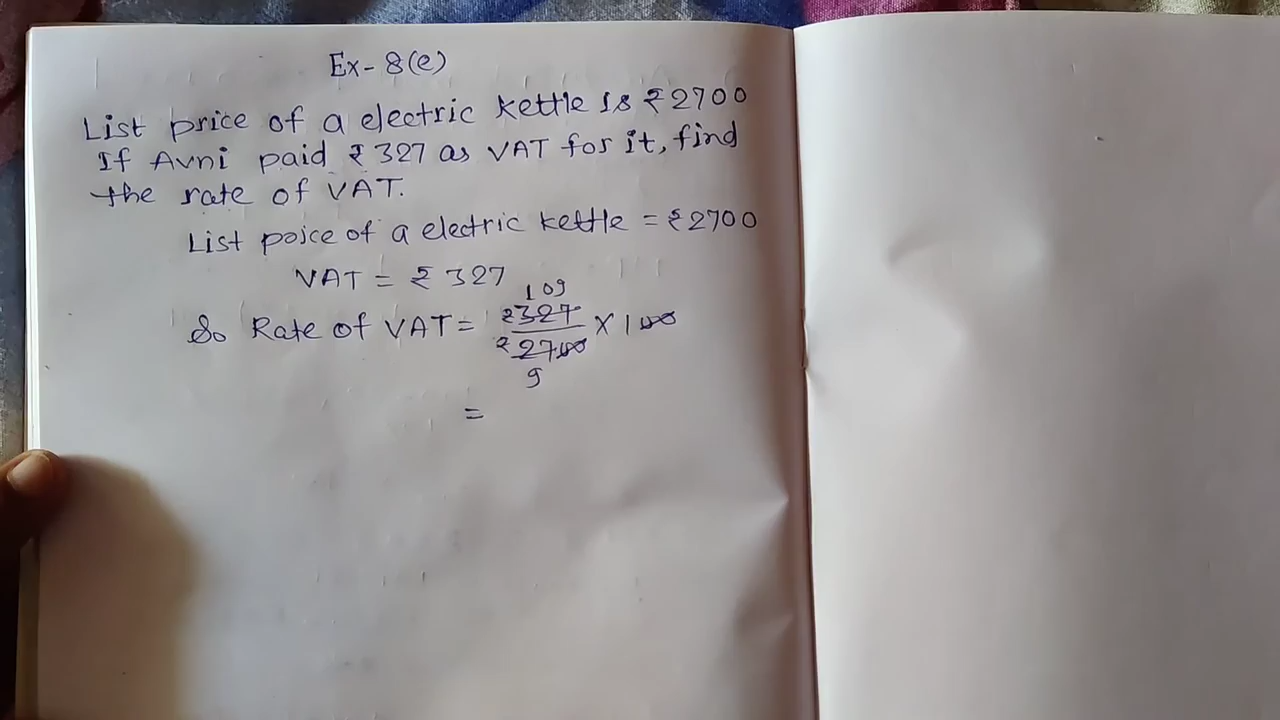 Ex- 8(e)
List price of a electric kettle is ₹2700
If Avni paid ₹327 as VAT for it, find
the rate of VAT.
List poice of a electric kettle = ₹2700
VAT = ₹ 327
109
So Rate of VAT = ₹327/₹2700 × 100
9
=